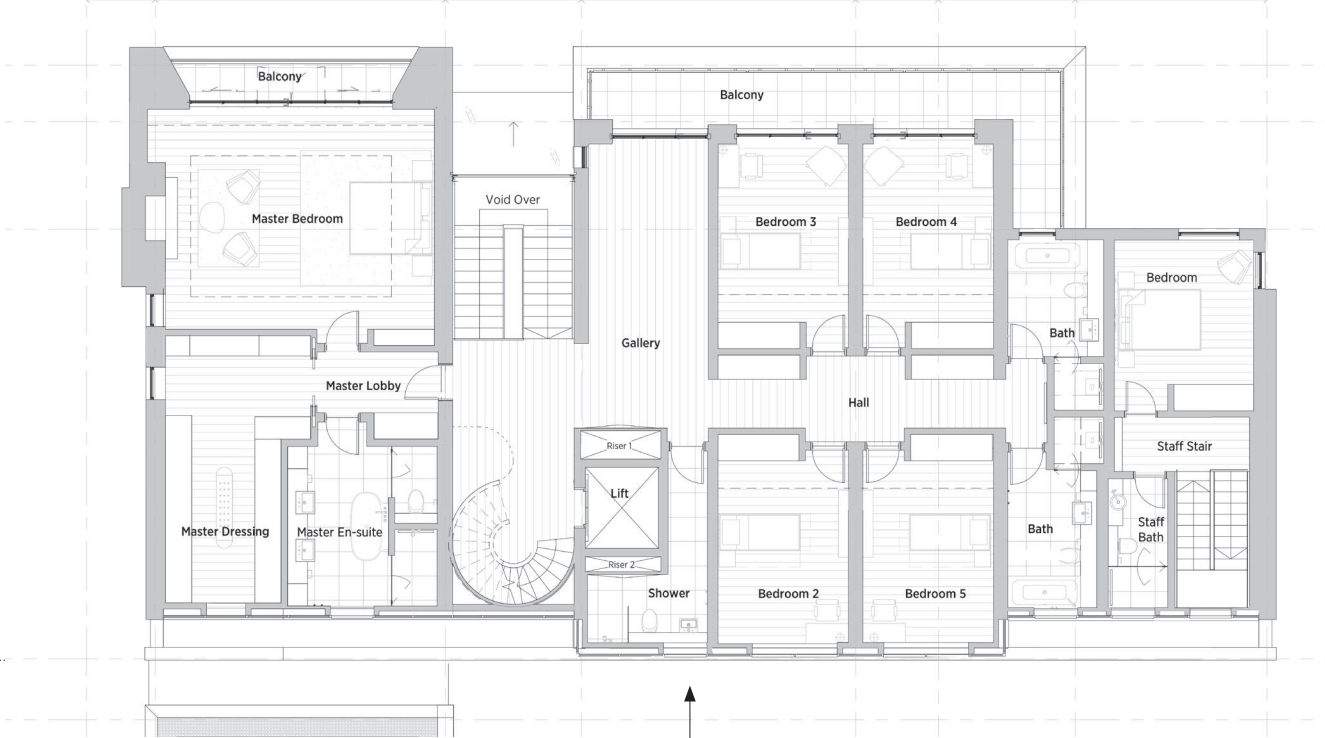 Balcony
Balcony
Void Over
Master Bedroom
Bedroom 3
Bedroom 4
Bedroom
Bath
Gallery
Master Lobby
Hall
Riser 1
Staff Stair
Lift
Master Dressing
Master En-suite
Bath
Staff
Bath
Riser 2
Shower
Bedroom 2
Bedroom 5